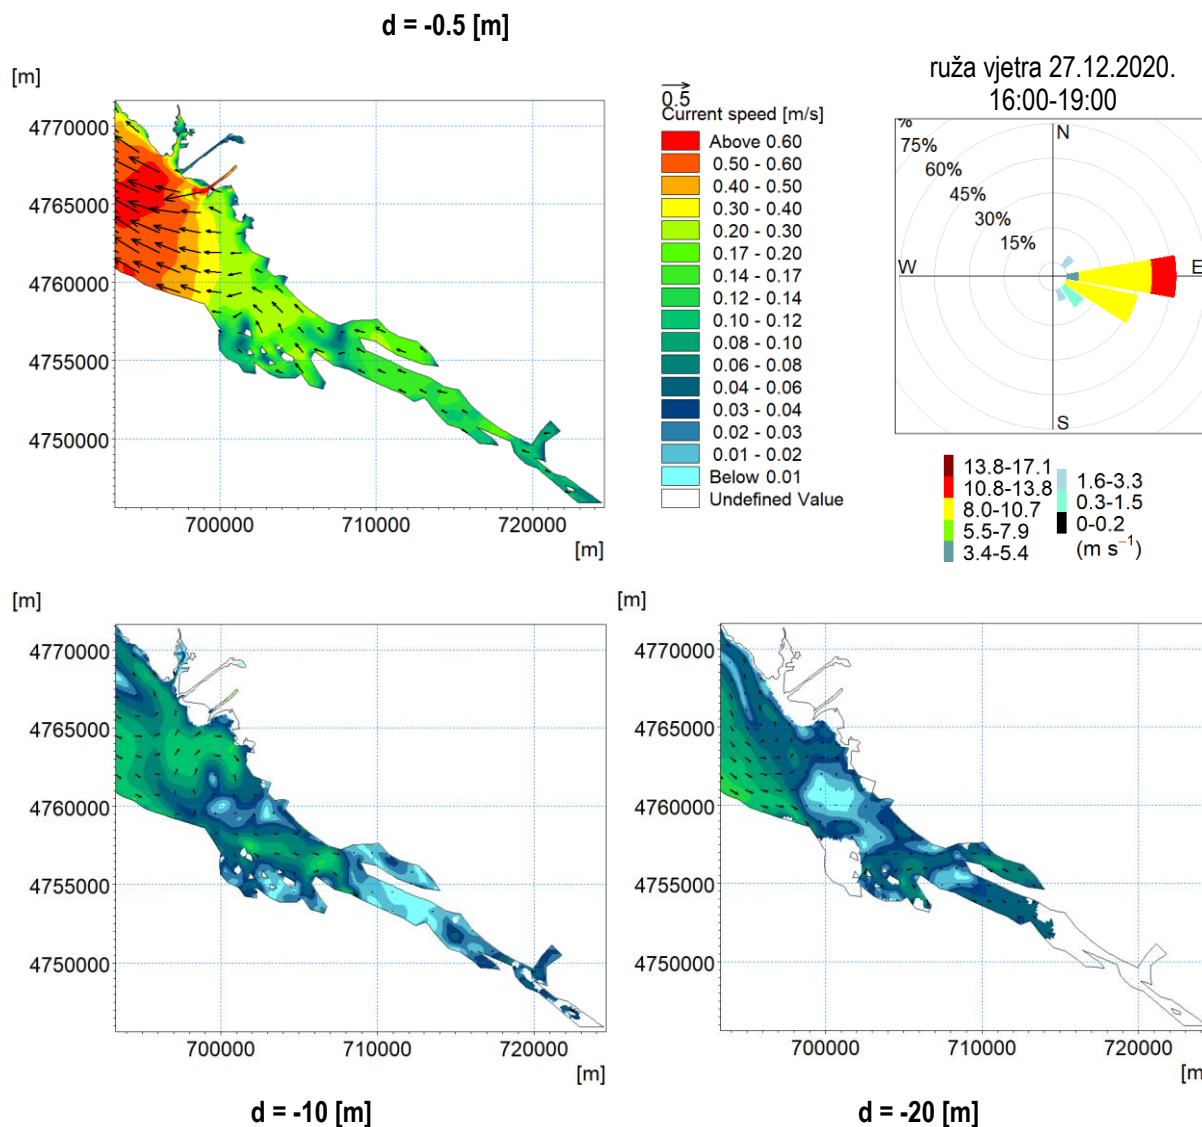 d = -0.5 [m]
[m]
4770000
4765000
4760000
4755000
4750000
700000
710000
720000
[m]
0.5
Current speed [m/s]
Above 0.60
0.50 - 0.60
0.40 - 0.50
0.30 - 0.40
0.20 - 0.30
0.17 - 0.20
0.14 - 0.17
0.12 - 0.14
0.10 - 0.12
0.08 - 0.10
0.06 - 0.08
0.04 - 0.06
0.03 - 0.04
0.02 - 0.03
0.01 - 0.02
Below 0.01
Undefined Value
ruža vjetra 27.12.2020.
16:00-19:00
%
75%
60%
45%
30%
15%
N
W
E
S
13.8-17.1
10.8-13.8
8.0-10.7
5.5-7.9
3.4-5.4
1.6-3.3
0.3-1.5
0-0.2
(m s⁻¹)
[m]
4770000
4765000
4760000
4755000
4750000
700000
710000
720000
[m]
d = -10 [m]
[m]
4770000
4765000
4760000
4755000
4750000
700000
710000
720000
[m]
d = -20 [m]